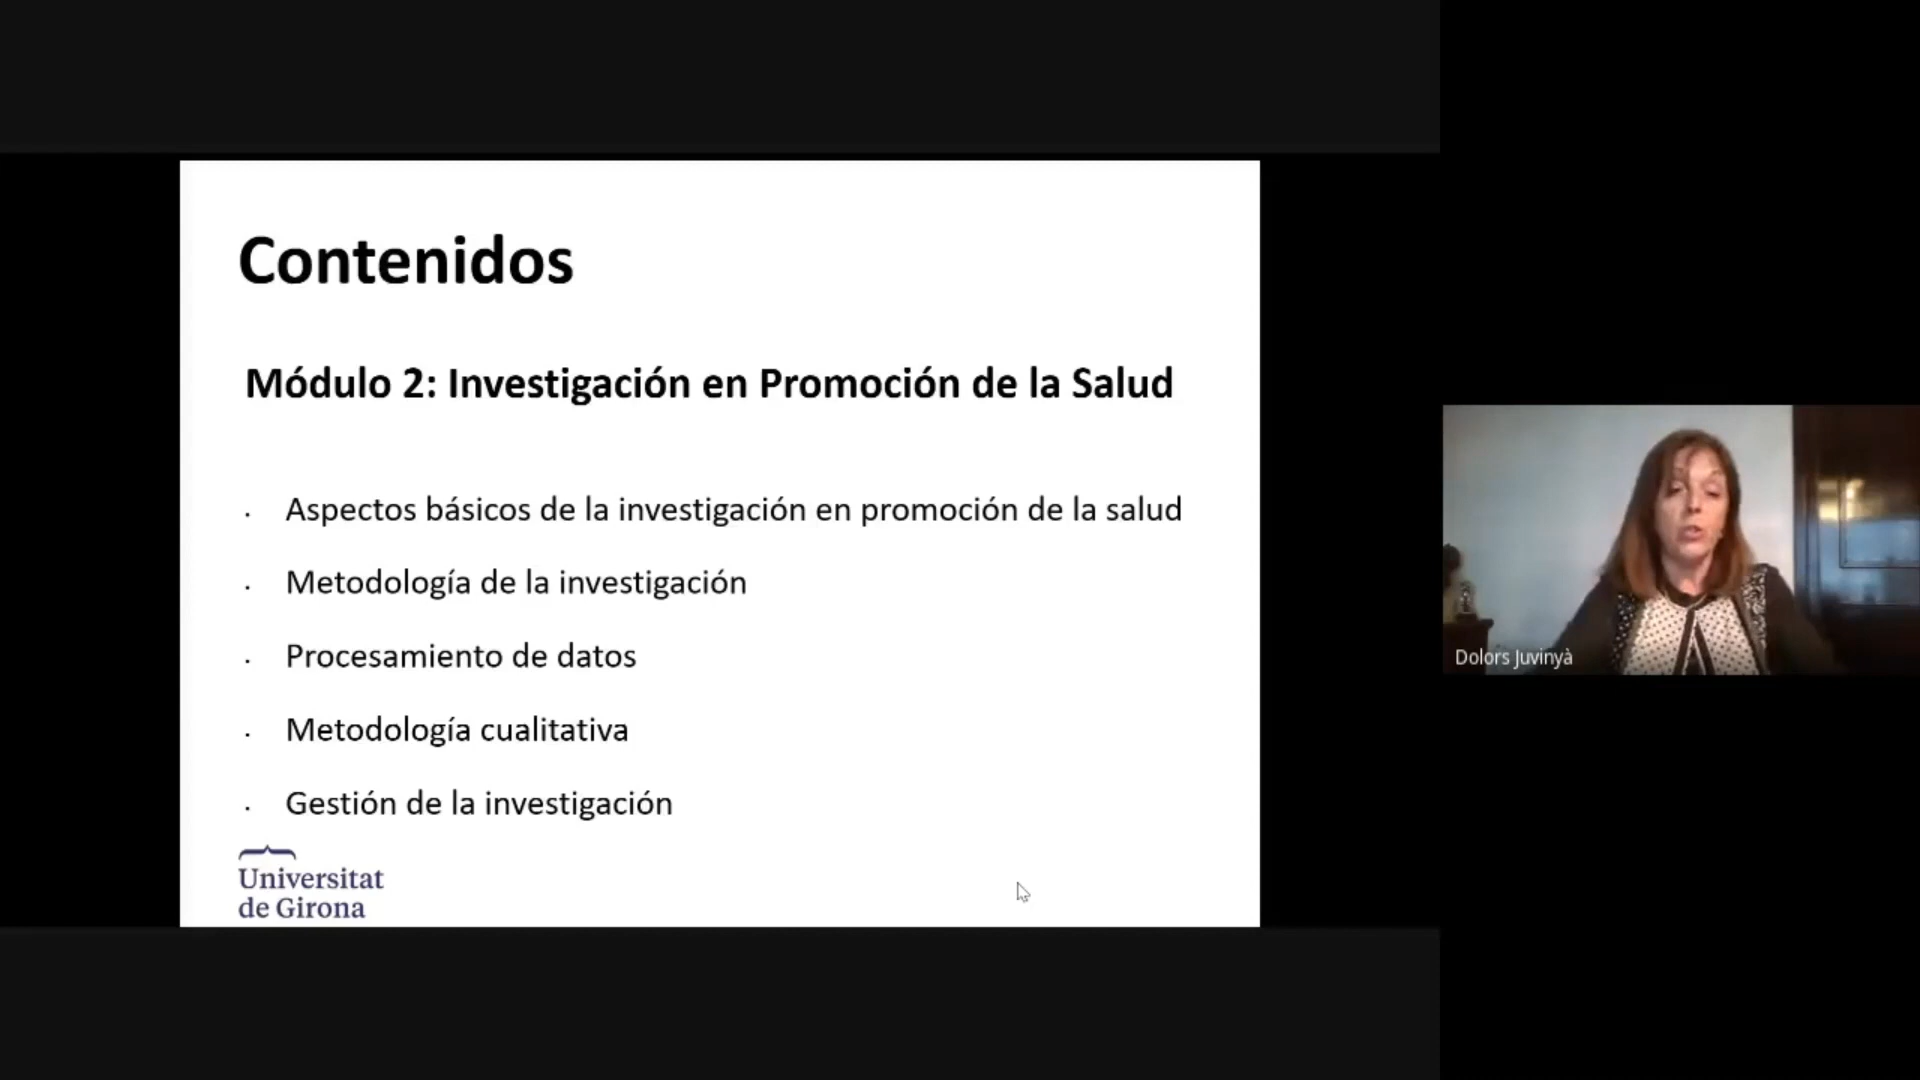 Contenidos
Módulo 2: Investigación en Promoción de la Salud
· Aspectos básicos de la investigación en promoción de la salud
· Metodología de la investigación
· Procesamiento de datos
· Metodología cualitativa
· Gestión de la investigación
Universitat
de Girona
Dolors Juvinyà